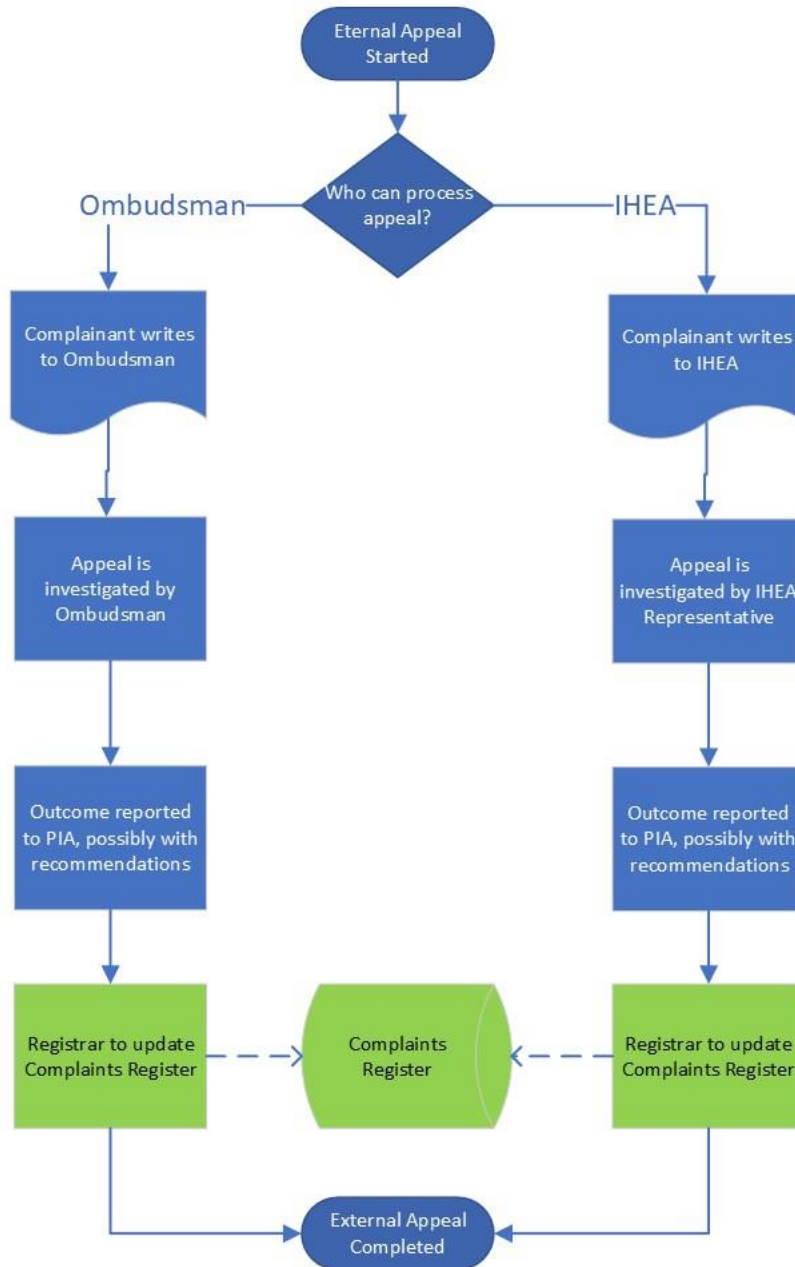 Eternal Appeal
Started
Who can process
appeal?
Ombudsman
IHEA
Complainant writes
to Ombudsman
Complainant writes
to IHEA
Appeal is
investigated by
Ombudsman
Appeal is
investigated by IHEA
Representative
Outcome reported
to PIA, possibly with
recommendations
Outcome reported
to PIA, possibly with
recommendations
Registrar to update
Complaints Register
Complaints
Register
Registrar to update
Complaints Register
External Appeal
Completed